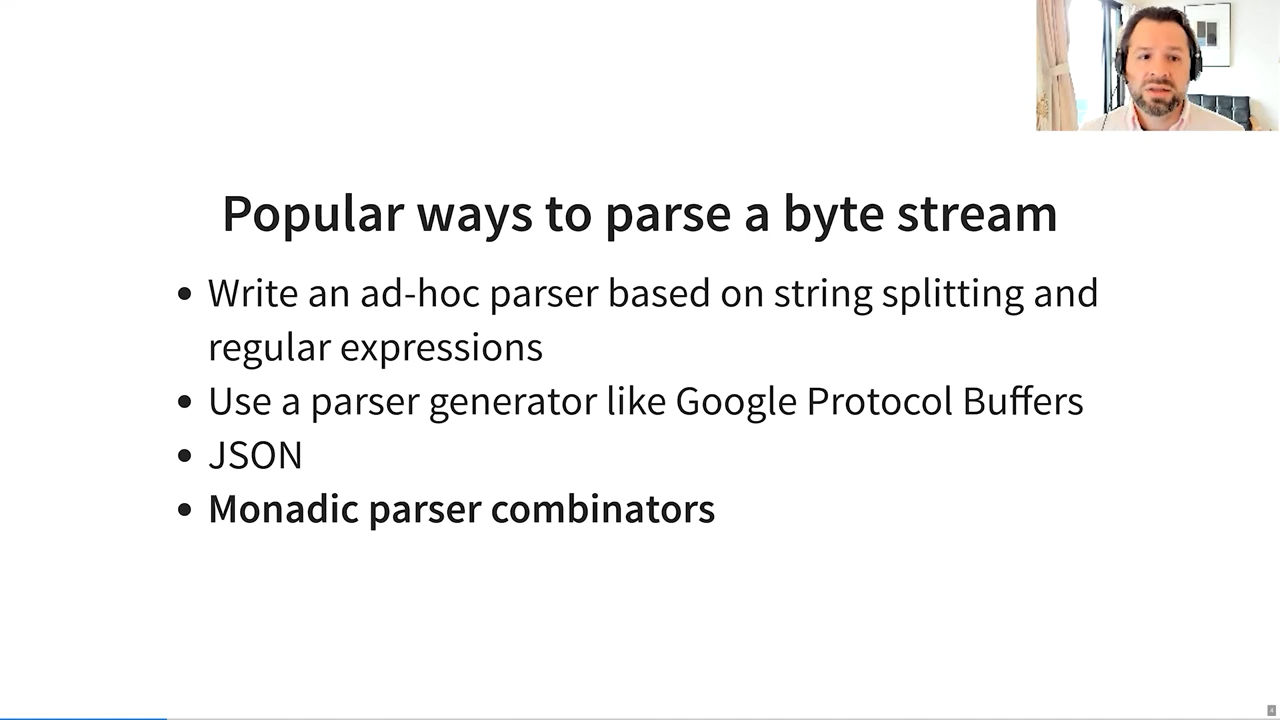 Popular ways to parse a byte stream
• Write an ad-hoc parser based on string splitting and
regular expressions
• Use a parser generator like Google Protocol Buffers
• JSON
• Monadic parser combinators
4